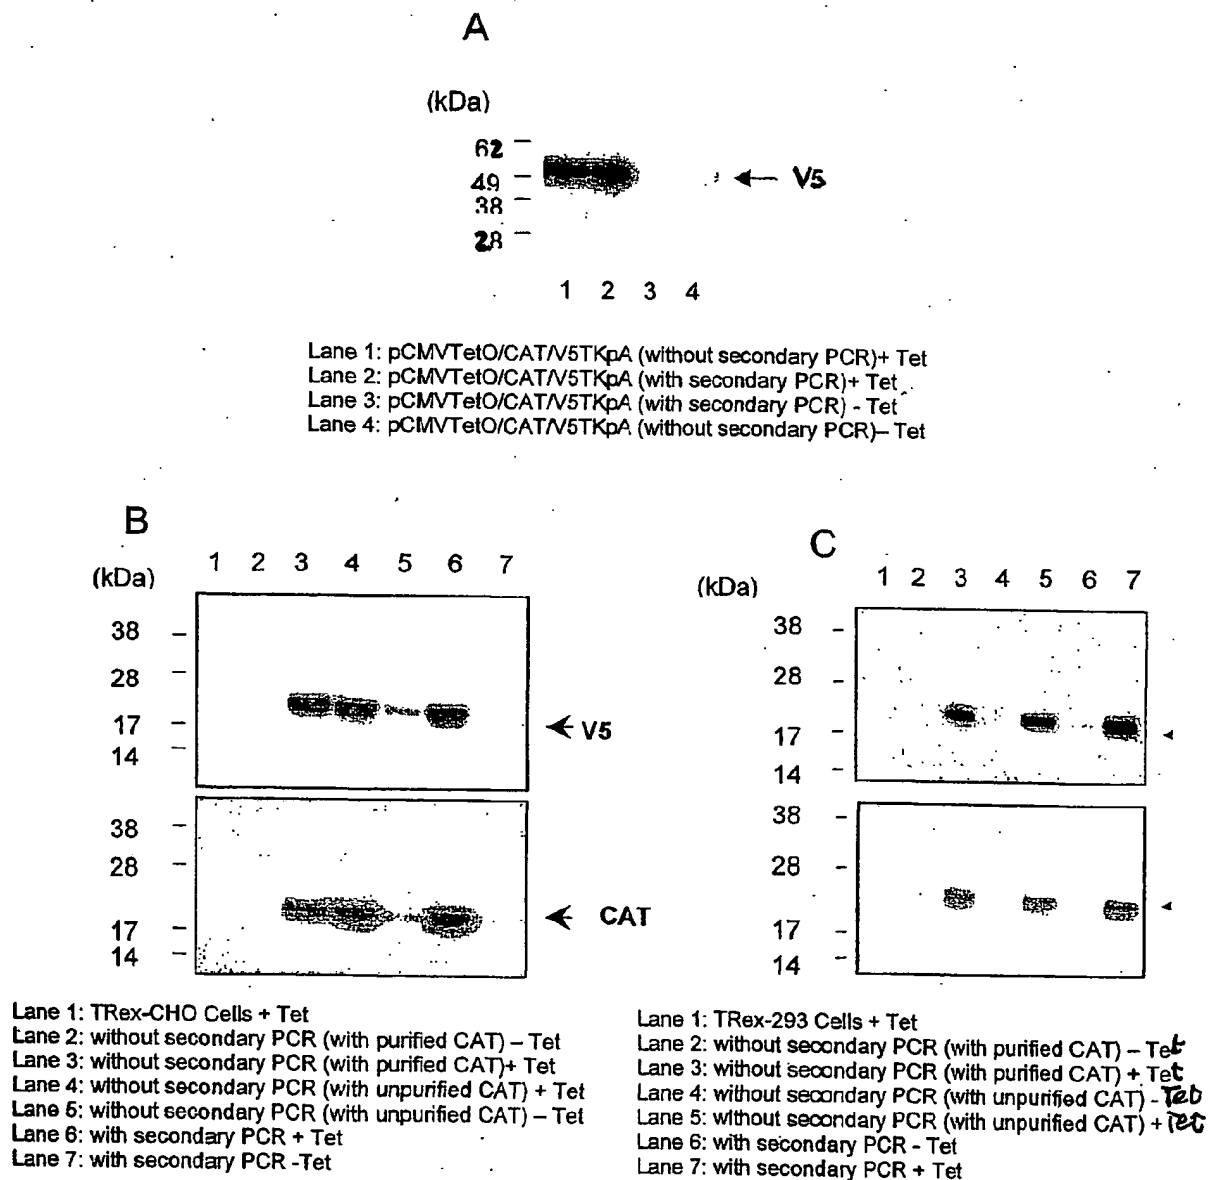 A
(kDa)
62
49
38
28
V5
1 2 3 4
Lane 1: pCMVTetO/CAT/V5TKpA (without secondary PCR)+ Tet
Lane 2: pCMVTetO/CAT/V5TKpA (with secondary PCR)+ Tet
Lane 3: pCMVTetO/CAT/V5TKpA (with secondary PCR) - Tet
Lane 4: pCMVTetO/CAT/V5TKpA (without secondary PCR)– Tet
B
1 2 3 4 5 6 7
(kDa)
38
28
17
14
V5
38
28
17
14
CAT
Lane 1: TRex-CHO Cells + Tet
Lane 2: without secondary PCR (with purified CAT) – Tet
Lane 3: without secondary PCR (with purified CAT)+ Tet
Lane 4: without secondary PCR (with unpurified CAT) + Tet
Lane 5: without secondary PCR (with unpurified CAT) – Tet
Lane 6: with secondary PCR + Tet
Lane 7: with secondary PCR -Tet
C
1 2 3 4 5 6 7
(kDa)
38
28
17
14
38
28
17
14
Lane 1: TRex-293 Cells + Tet
Lane 2: without secondary PCR (with purified CAT) – Tet
Lane 3: without secondary PCR (with purified CAT) + Tet
Lane 4: without secondary PCR (with unpurified CAT) - Tet
Lane 5: without secondary PCR (with unpurified CAT) + Tet
Lane 6: with secondary PCR - Tet
Lane 7: with secondary PCR + Tet